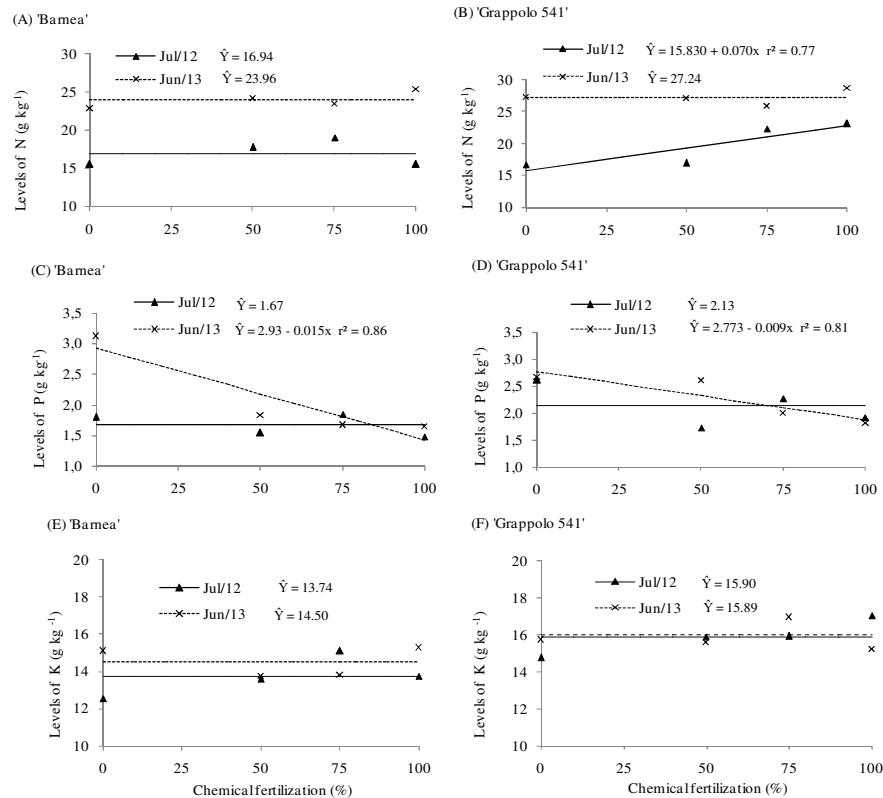 (A) 'Barnea'
Jul/12 Ŷ = 16.94
Jun/13 Ŷ = 23.96
Levels of N (g kg⁻¹)
30
25
20
15
10
0 25 50 75 100
(B) 'Grappolo 541'
Jul/12 Ŷ = 15.830 + 0.070x r² = 0.77
Jun/13 Ŷ = 27.24
Levels of N (g kg⁻¹)
30
25
20
15
10
0 25 50 75 100
(C) 'Barnea'
Jul/12 Ŷ = 1.67
Jun/13 Ŷ = 2.93 - 0.015x r² = 0.86
Levels of P (g kg⁻¹)
3,5
3,0
2,5
2,0
1,5
1,0
0 25 50 75 100
(D) 'Grappolo 541'
Jul/12 Ŷ = 2.13
Jun/13 Ŷ = 2.773 - 0.009x r² = 0.81
Levels of P (g kg⁻¹)
3,5
3,0
2,5
2,0
1,5
1,0
0 25 50 75 100
(E) 'Barnea'
Jul/12 Ŷ = 13.74
Jun/13 Ŷ = 14.50
Levels of K (g kg ⁻¹)
20
18
16
14
12
10
0 25 50 75 100
Chemical fertilization (%)
(F) 'Grappolo 541'
Jul/12 Ŷ = 15.90
Jun/13 Ŷ = 15.89
Levels of K (g kg ⁻¹)
20
18
16
14
12
10
0 25 50 75 100
Chemical fertilization (%)